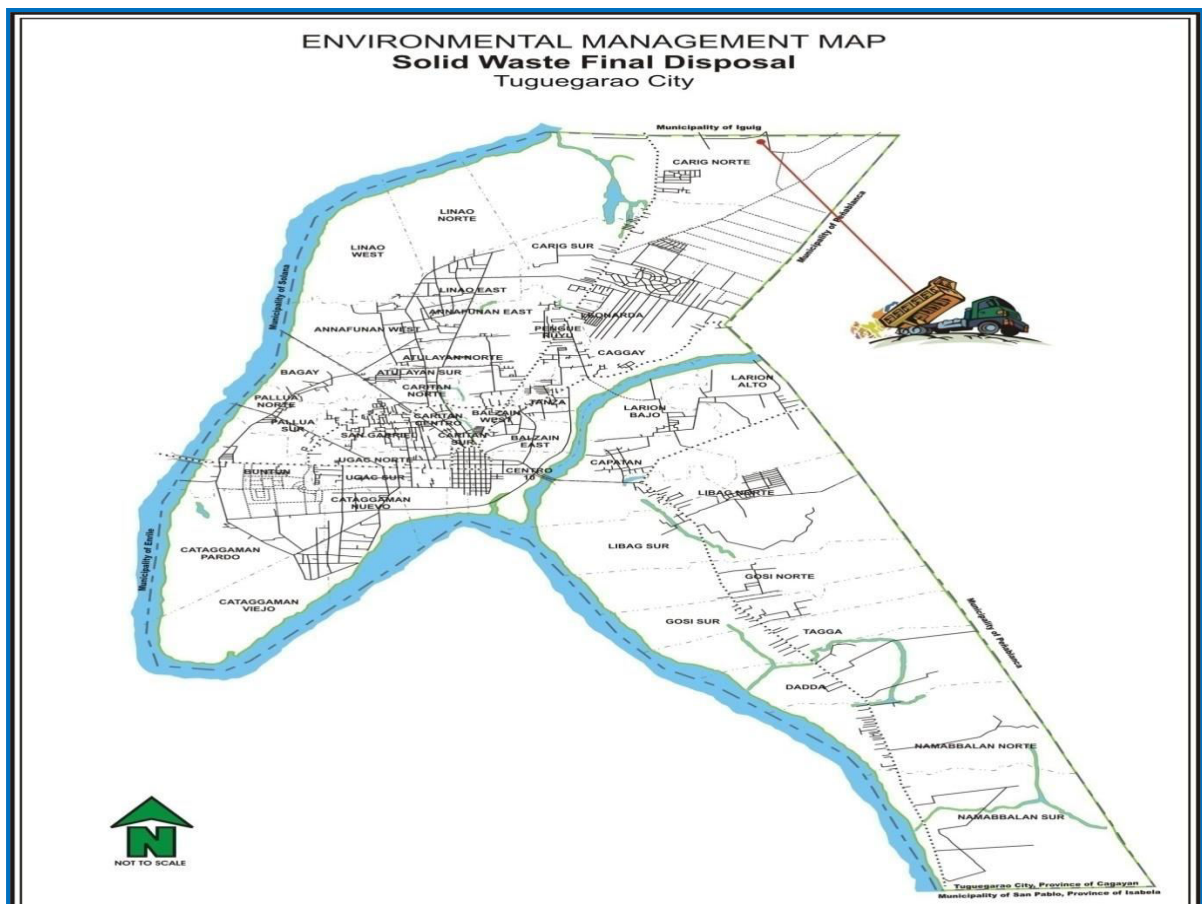 ENVIRONMENTAL MANAGEMENT MAP
Solid Waste Final Disposal
Tuguegarao City
Municipality of Iguig
CARIG NORTE
Municipality of Peñablanca
LINAO
NORTE
LINAO
WEST
CARIG SUR
Municipality of Solana
LINAO EAST
ANNAFUNAN EAST
ANNAFUNAN WEST
PENGUE
RUYU
LEONARDA
CAGGAY
ATULAYAN NORTE
ATULAYAN SUR
BAGAY
CARITAN
NORTE
LARION
ALTO
PALLUA
NORTE
TANZA
LARION
BAJO
PALLUA
SUR
CARITAN
CENTRO
BALZAIN
WEST
SAN GABRIEL
CARITAN
SUR
BALZAIN
EAST
UGAC NORTE
CAPATAN
BUNTUN
UGAC SUR
CENTRO
10
LIBAG NORTE
CATAGGAMAN
NUEVO
CATAGGAMAN
PARDO
LIBAG SUR
Municipality of Enrile
GOSI NORTE
CATAGGAMAN
VIEJO
GOSI SUR
TAGGA
Municipality of Peñablanca
DADDA
NAMABBALAN NORTE
NAMABBALAN SUR
N
NOT TO SCALE
Tuguegarao City, Province of Cagayan
Municipality of San Pablo, Province of Isabela